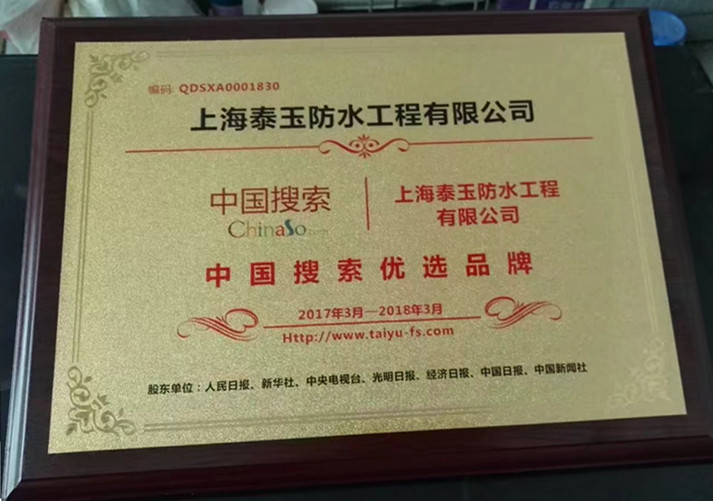 编码: QDSXA0001830
上海泰玉防水工程有限公司
中国搜索
ChinaSo.com
上海泰玉防水工程
有限公司
中国搜索优选品牌
2017年3月—2018年3月
Http://www.taiyu-fs.com
股东单位：人民日报、新华社、中央电视台、光明日报、经济日报、中国日报、中国新闻社